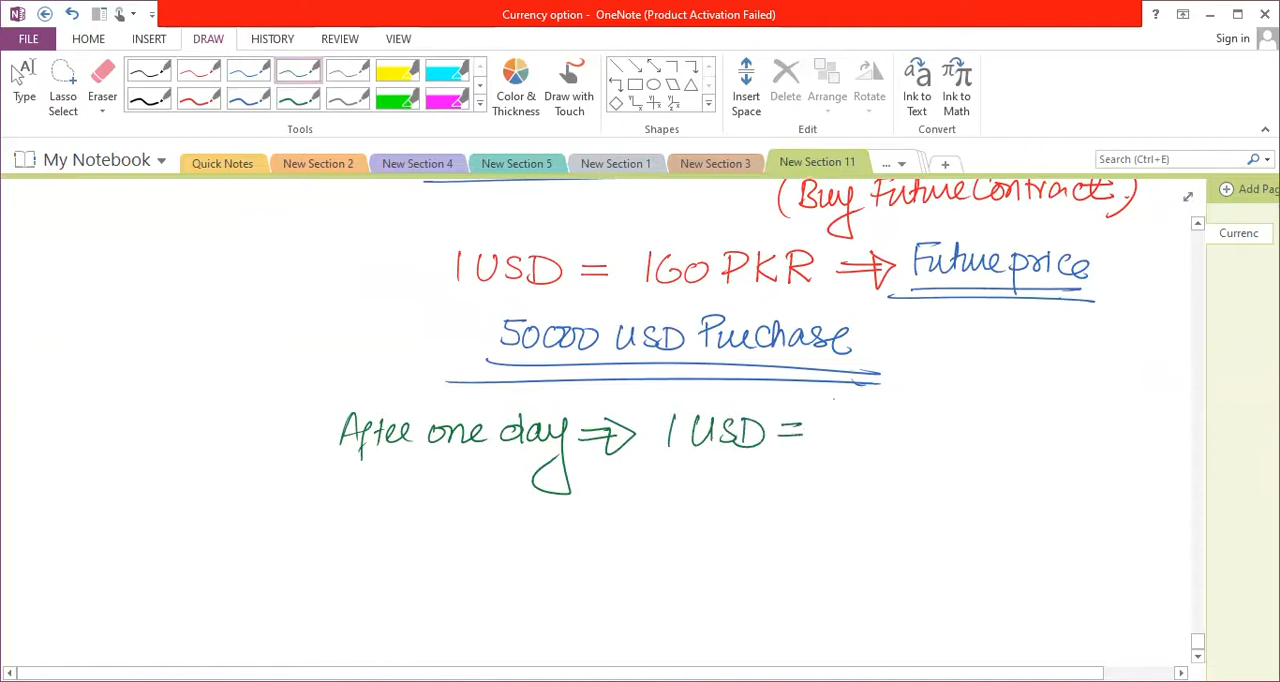 Currency option - OneNote (Product Activation Failed)
FILE HOME INSERT DRAW HISTORY REVIEW VIEW
Sign in
Type
Lasso Select
Eraser
Color & Thickness
Draw with Touch
Insert Space
Delete
Arrange
Rotate
Ink to Text
Ink to Math
Tools
Shapes
Edit
Convert
My Notebook
Quick Notes
New Section 2
New Section 4
New Section 5
New Section 1
New Section 3
New Section 11
...
Search (Ctrl+E)
Add Pag
Currenc
(Buy Future Contract)
1 USD = 160 PKR ⇒ Future price
50000 USD Purchase
After one day ⇒ 1 USD =